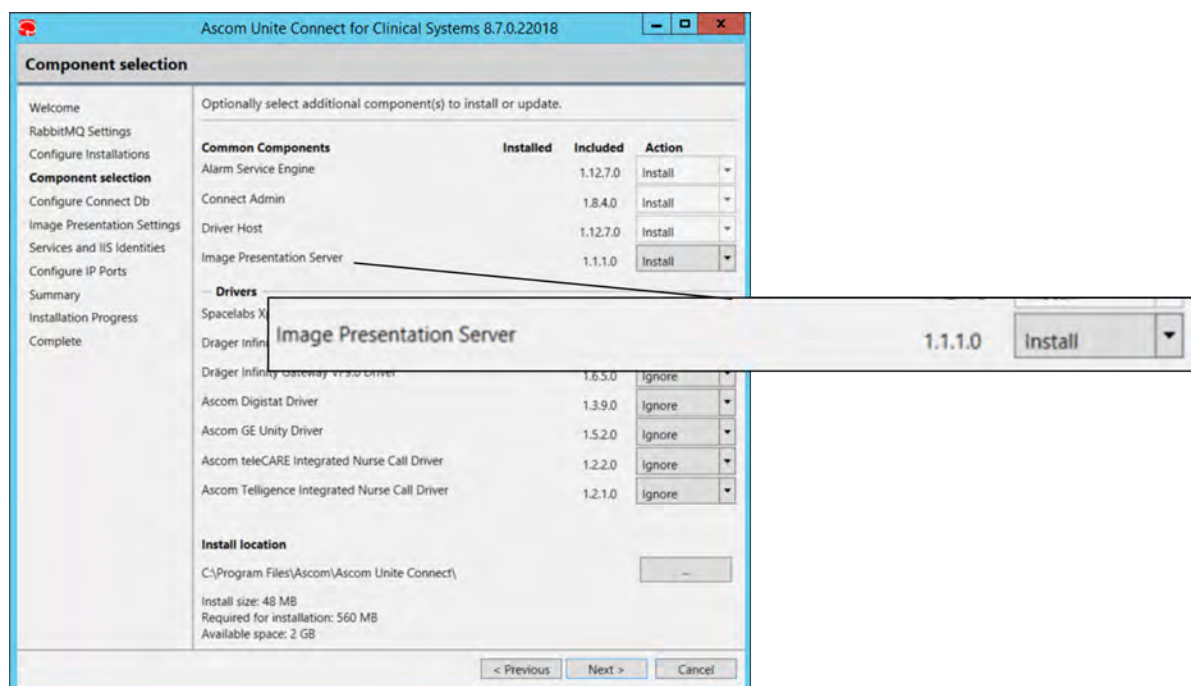 Ascom Unite Connect for Clinical Systems 8.7.0.22018
Component selection
Welcome
RabbitMQ Settings
Configure Installations
Component selection
Configure Connect Db
Image Presentation Settings
Services and IIS Identities
Configure IP Ports
Summary
Installation Progress
Complete
Optionally select additional component(s) to install or update.
Common Components Installed Included Action
Alarm Service Engine 1.12.7.0 Install
Connect Admin 1.8.4.0 Install
Driver Host 1.12.7.0 Install
Image Presentation Server 1.1.1.0 Install
Drivers
Spacelabs
Image Presentation Server 1.1.1.0 Install
Drager
Dräger Infinity Gateway VF9.0 Driver 1.6.5.0 Ignore
Ascom Digistat Driver 1.3.9.0 Ignore
Ascom GE Unity Driver 1.5.2.0 Ignore
Ascom teleCARE Integrated Nurse Call Driver 1.2.2.0 Ignore
Ascom Telligence Integrated Nurse Call Driver 1.2.1.0 Ignore
Install location
C:\Program Files\Ascom\Ascom Unite Connect\
...
Install size: 48 MB
Required for installation: 560 MB
Available space: 2 GB
< Previous Next > Cancel